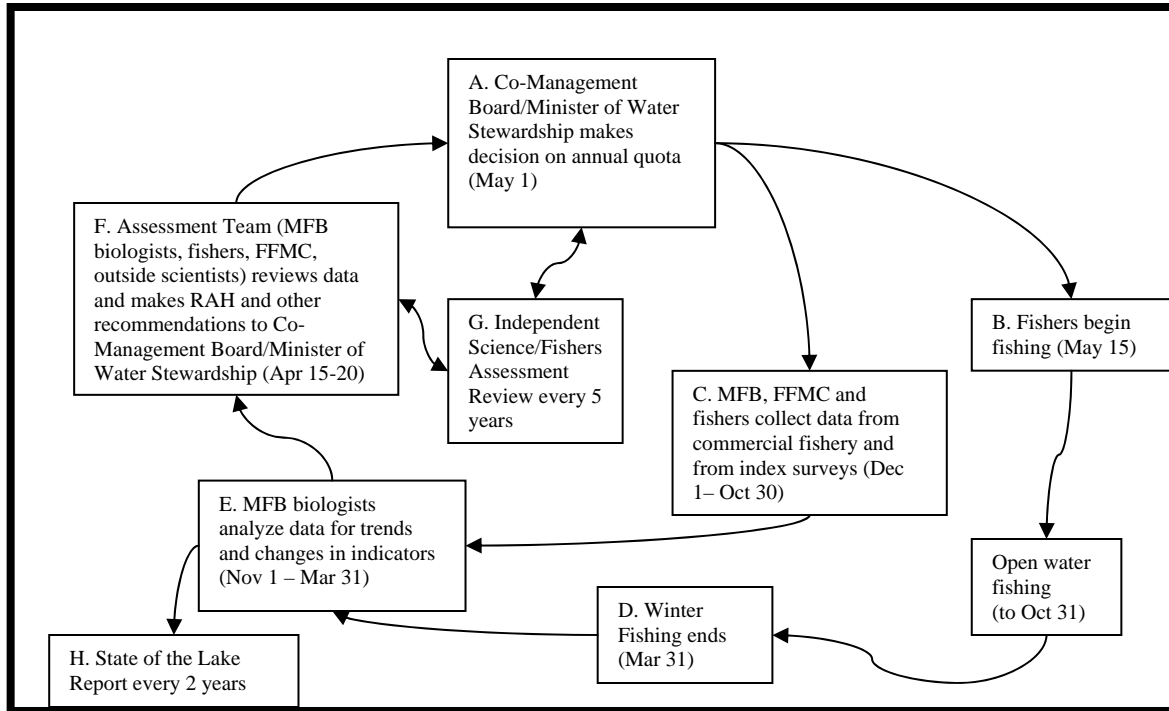 A. Co-Management
Board/Minister of Water
Stewardship makes
decision on annual quota
(May 1)
F. Assessment Team (MFB
biologists, fishers, FFMC,
outside scientists) reviews data
and makes RAH and other
recommendations to Co-
Management Board/Minister of
Water Stewardship (Apr 15-20)
G. Independent
Science/Fishers
Assessment
Review every 5
years
B. Fishers begin
fishing (May 15)
C. MFB, FFMC and
fishers collect data from
commercial fishery and
from index surveys (Dec
1– Oct 30)
E. MFB biologists
analyze data for trends
and changes in indicators
(Nov 1 – Mar 31)
Open water
fishing
(to Oct 31)
D. Winter
Fishing ends
(Mar 31)
H. State of the Lake
Report every 2 years